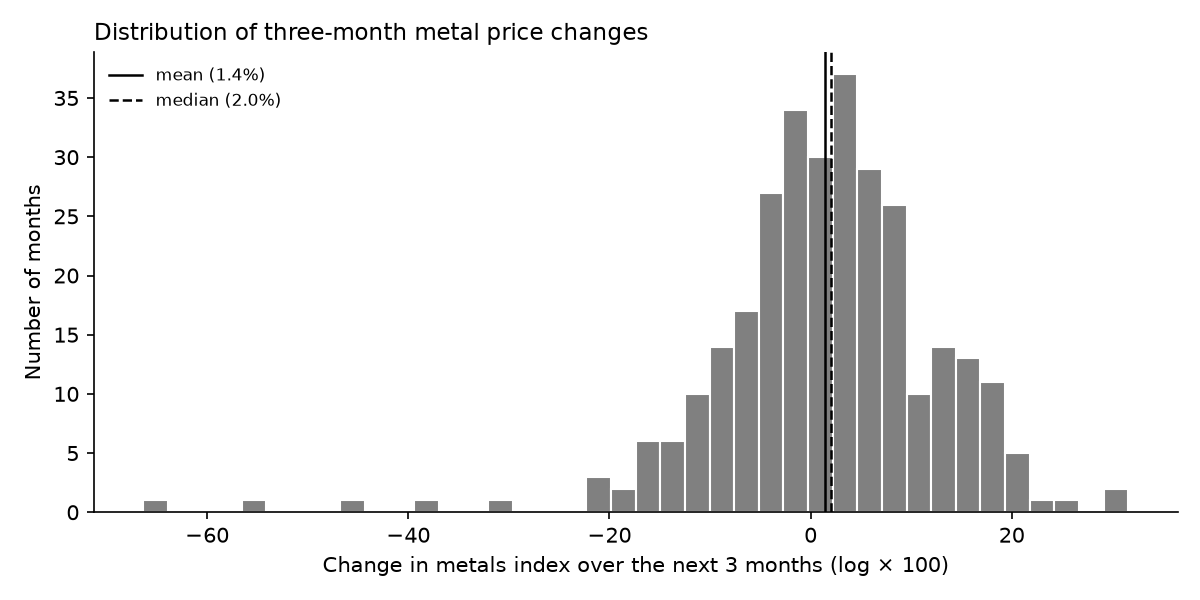 Distribution of three-month metal price changes
mean (1.4%)
median (2.0%)
Number of months
35
30
25
20
15
10
5
0
−60
−40
−20
0
20
Change in metals index over the next 3 months (log × 100)